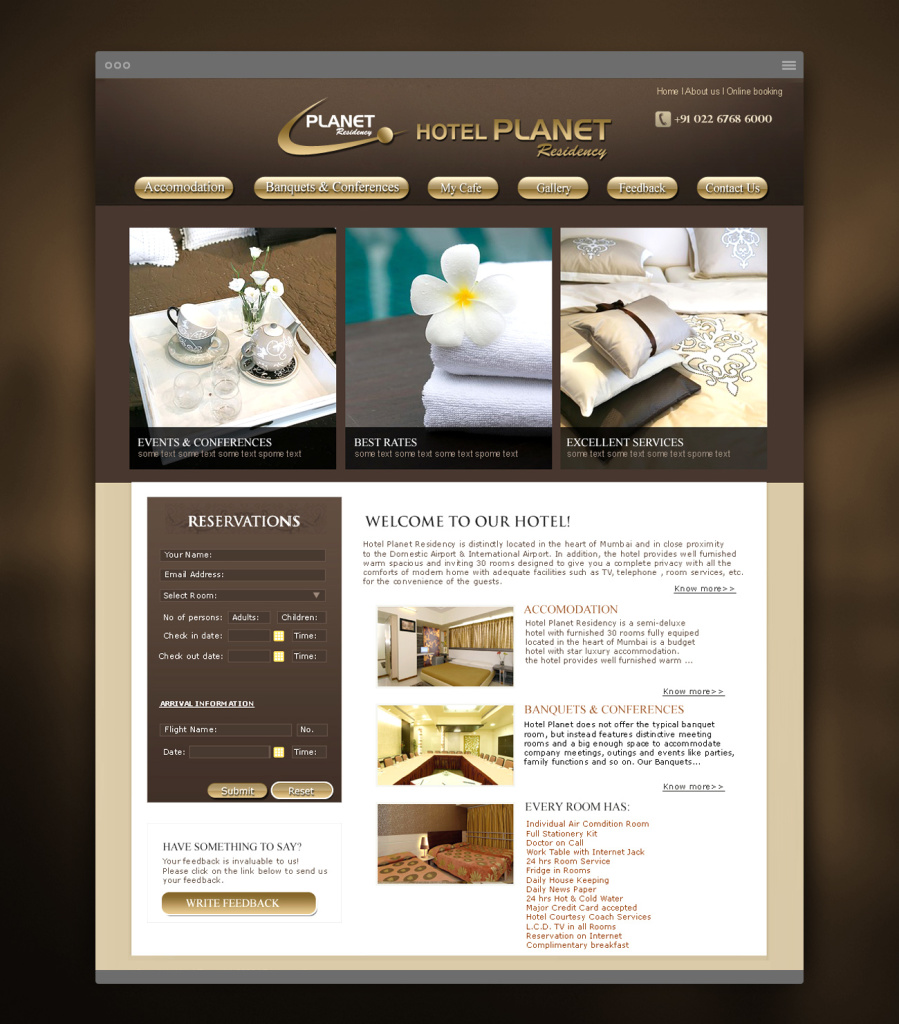 Home | About us | Online booking
PLANET
Residency
HOTEL PLANET
Residency
+91 022 6768 6000
Accomodation
Banquets & Conferences
My Cafe
Gallery
Feedback
Contact Us
EVENTS & CONFERENCES
some text some text some text spome text
BEST RATES
some text some text some text spome text
EXCELLENT SERVICES
some text some text some text spome text
RESERVATIONS
Your Name:
Email Address:
Select Room:
No of persons: Adults: Children:
Check in date: Time:
Check out date: Time:
ARRIVAL INFORMATION
Flight Name: No.
Date: Time:
Submit Reset
HAVE SOMETHING TO SAY?
Your feedback is invaluable to us!
Please click on the link below to send us
your feedback.
WRITE FEEDBACK
WELCOME TO OUR HOTEL!
Hotel Planet Residency is distinctly located in the heart of Mumbai and in close proximity
to the Domestic Airport & International Airport. In addition, the hotel provides well furnished
warm spacious and inviting 30 rooms designed to give you a complete privacy with all the
comforts of modern home with adequate facilities such as TV, telephone , room services, etc.
for the convenience of the guests.
Know more>>
ACCOMODATION
Hotel Planet Residency is a semi-deluxe
hotel with furnished 30 rooms fully equiped
located in the heart of Mumbai is a budget
hotel with star luxury accommodation.
the hotel provides well furnished warm ...
Know more>>
BANQUETS & CONFERENCES
Hotel Planet does not offer the typical banquet
room, but instead features distinctive meeting
rooms and a big enough space to accommodate
company meetings, outings and events like parties,
family functions and so on. Our Banquets...
Know more>>
EVERY ROOM HAS:
Individual Air Comdition Room
Full Stationery Kit
Doctor on Call
Work Table with Internet Jack
24 hrs Room Service
Fridge in Rooms
Daily House Keeping
Daily News Paper
24 hrs Hot & Cold Water
Major Credit Card accepted
Hotel Courtesy Coach Services
L.C.D. TV in all Rooms
Reservation on Internet
Complimentary breakfast